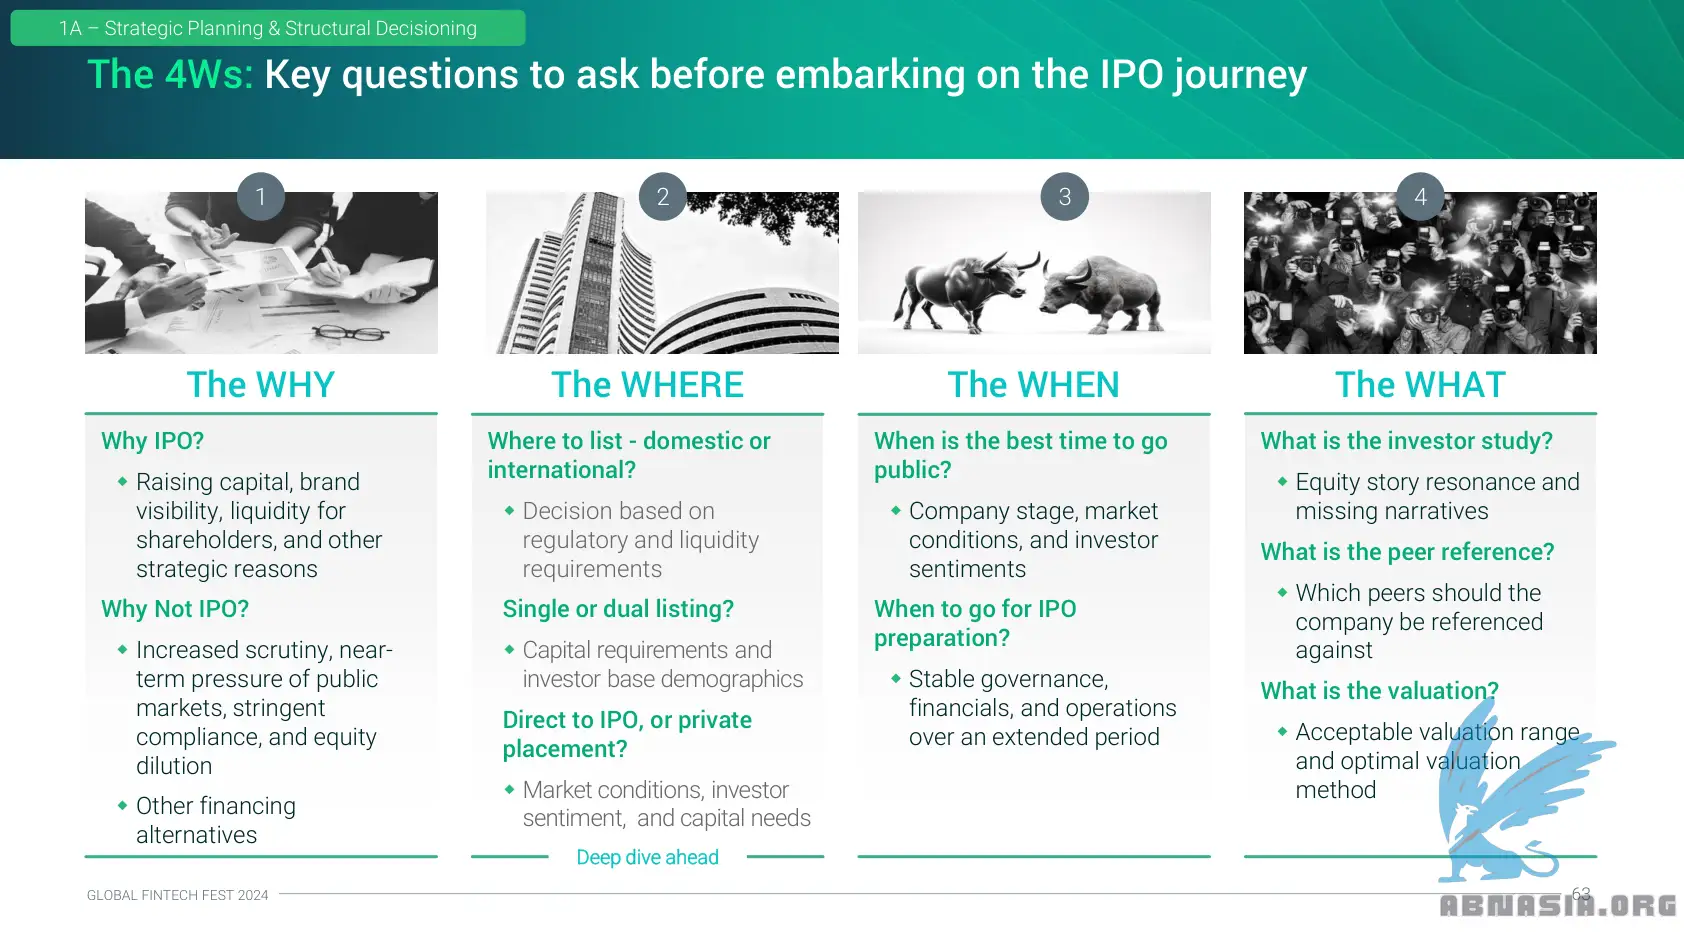 1A – Strategic Planning & Structural Decisioning
The 4Ws: Key questions to ask before embarking on the IPO journey
1
The WHY
Why IPO?
Raising capital, brand
visibility, liquidity for
shareholders, and other
strategic reasons
Why Not IPO?
Increased scrutiny, near-
term pressure of public
markets, stringent
compliance, and equity
dilution
Other financing
alternatives
2
The WHERE
Where to list - domestic or
international?
Decision based on
regulatory and liquidity
requirements
Single or dual listing?
Capital requirements and
investor base demographics
Direct to IPO, or private
placement?
Market conditions, investor
sentiment, and capital needs
Deep dive ahead
3
The WHEN
When is the best time to go
public?
Company stage, market
conditions, and investor
sentiments
When to go for IPO
preparation?
Stable governance,
financials, and operations
over an extended period
4
The WHAT
What is the investor study?
Equity story resonance and
missing narratives
What is the peer reference?
Which peers should the
company be referenced
against
What is the valuation?
Acceptable valuation range
and optimal valuation
method
GLOBAL FINTECH FEST 2024
63
ABNASIA.ORG